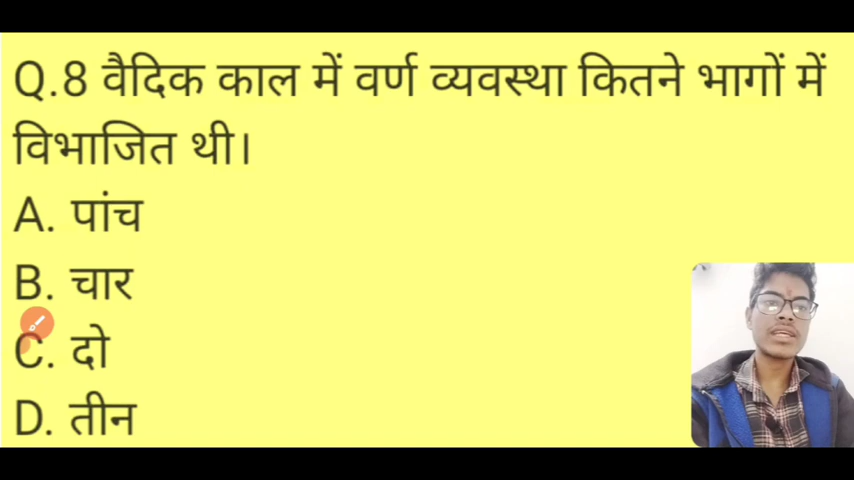 Q.8 वैदिक काल में वर्ण व्यवस्था कितने भागों में
विभाजित थी।
A. पांच
B. चार
C. दो
D. तीन